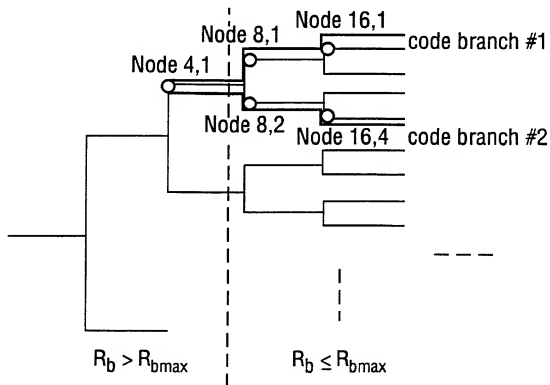 Node 16,1
Node 8,1
code branch #1
Node 4,1
Node 8,2
Node 16,4
code branch #2
R_b > R_bmax
R_b ≤ R_bmax